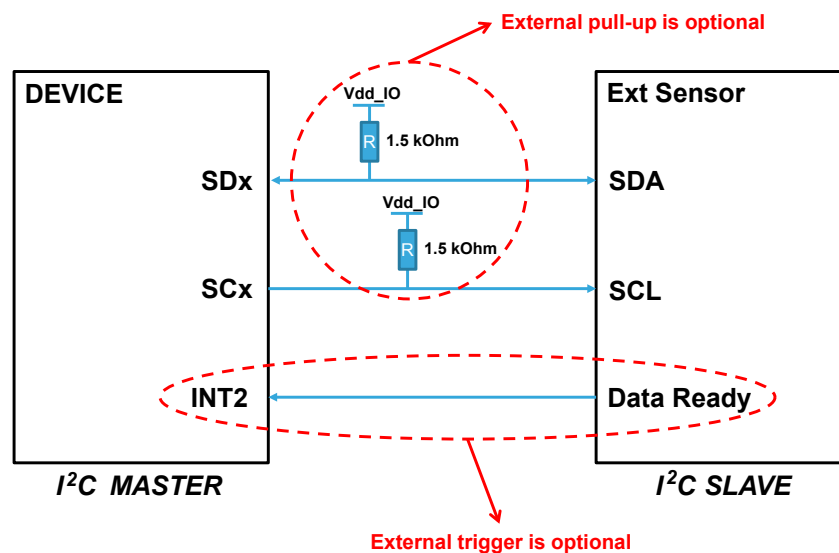 External pull-up is optional
DEVICE
Ext Sensor
Vdd_IO
R 1.5 kOhm
SDx
SDA
Vdd_IO
R 1.5 kOhm
SCx
SCL
INT2
Data Ready
I²C MASTER
I²C SLAVE
External trigger is optional